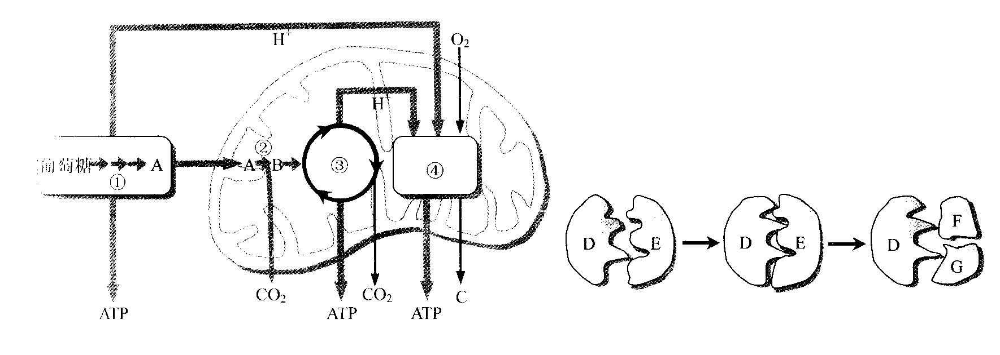 H⁺
O₂
H⁺
葡萄糖 A
①
A
②
B
③
④
CO₂
CO₂
C
ATP
ATP
ATP
D
E
D
E
D
F
G